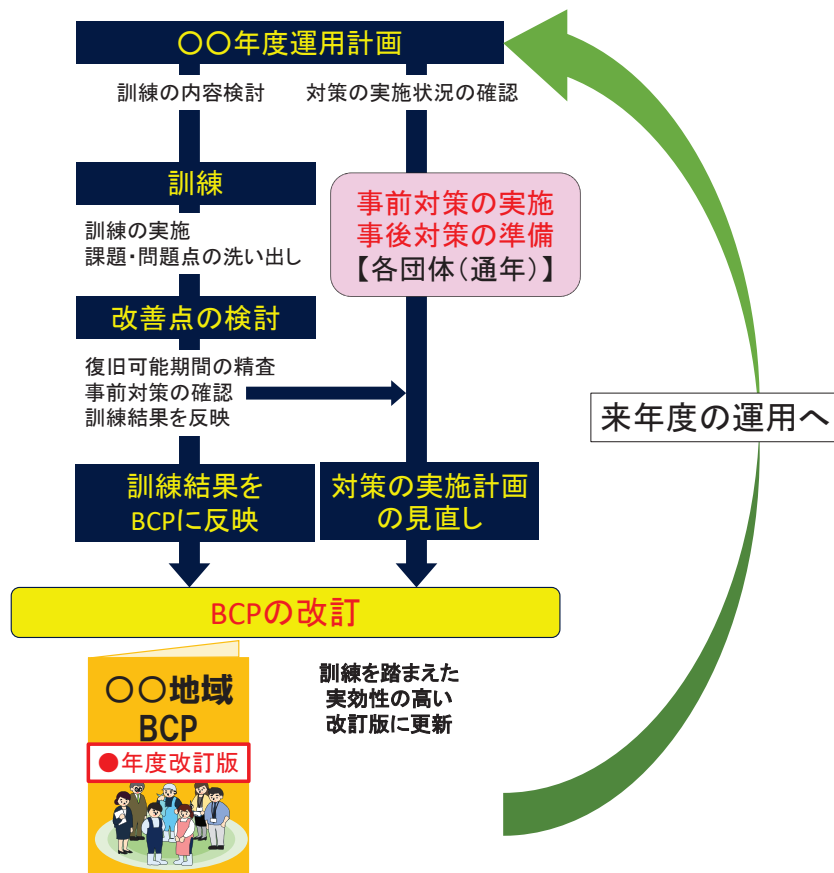 〇〇年度運用計画
訓練の内容検討
対策の実施状況の確認
訓練
事前対策の実施
事後対策の準備
【各団体（通年）】
訓練の実施
課題・問題点の洗い出し
改善点の検討
復旧可能期間の精査
事前対策の確認
訓練結果を反映
来年度の運用へ
訓練結果を
BCPに反映
対策の実施計画
の見直し
BCPの改訂
〇〇地域
BCP
●年度改訂版
訓練を踏まえた
実効性の高い
改訂版に更新